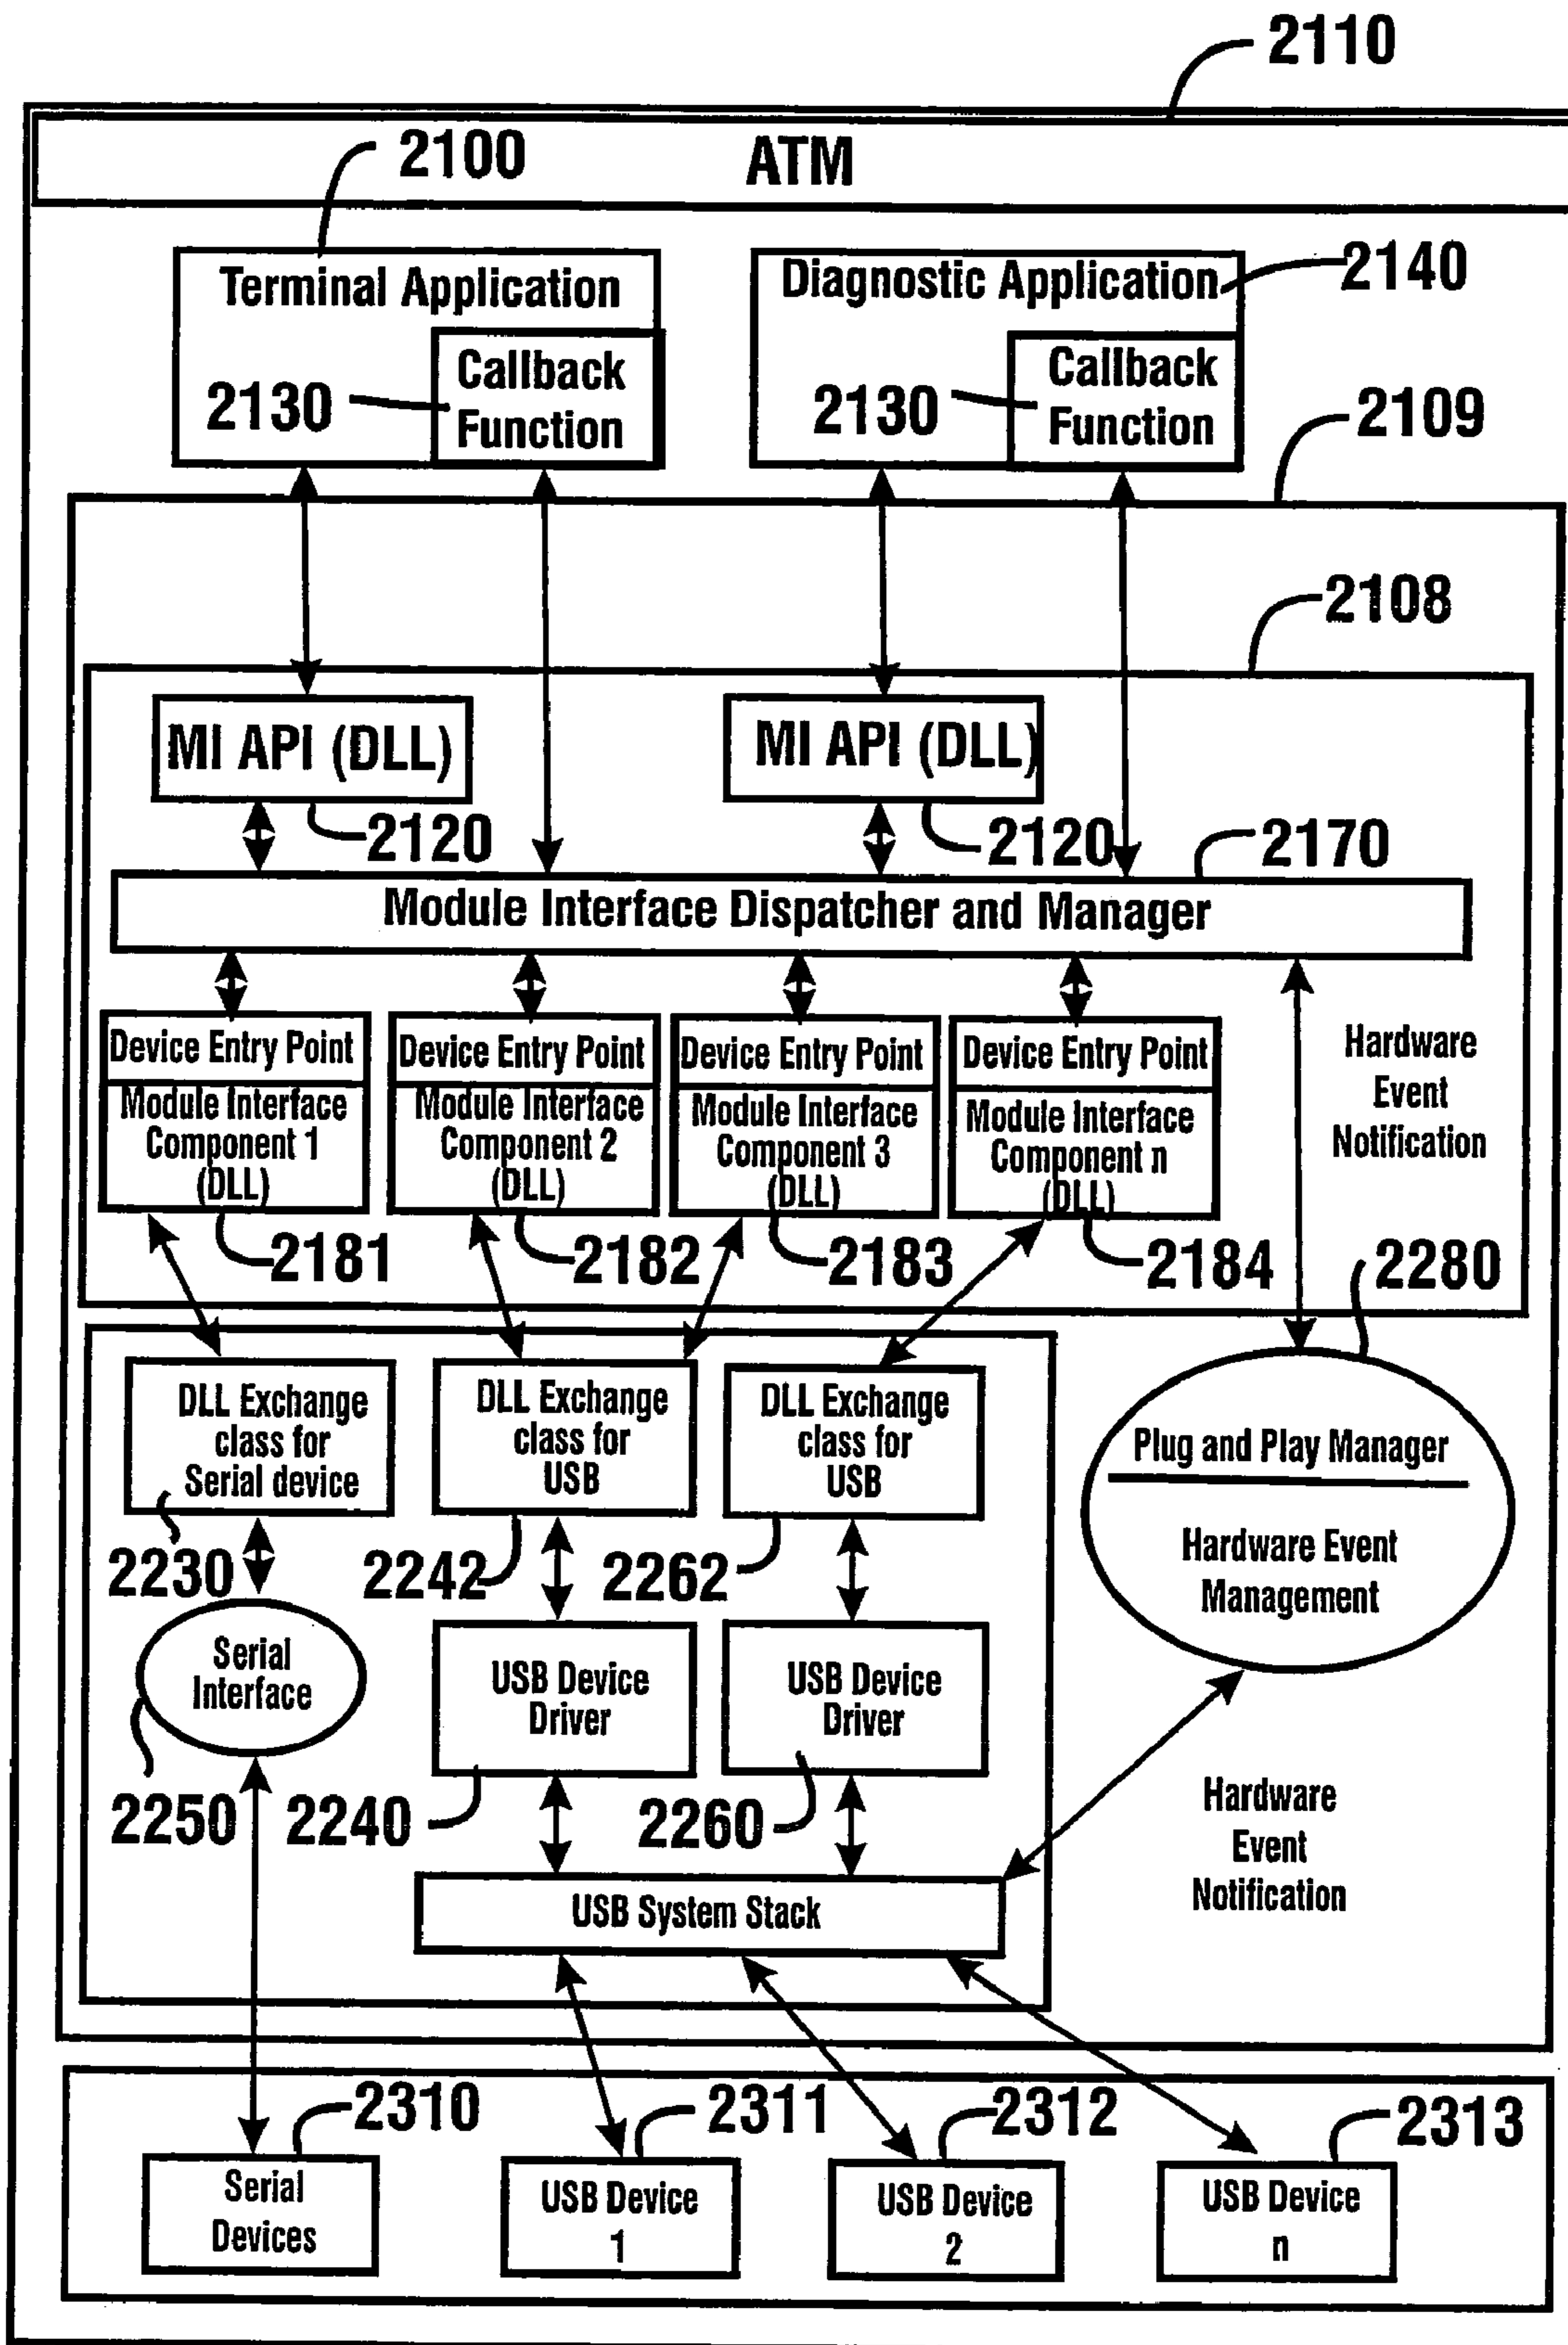 2110
ATM
2100
Terminal Application
2130
Callback
Function
Diagnostic Application
2140
2130
Callback
Function
2109
2108
MI API (DLL)
2120
MI API (DLL)
2120
2170
Module Interface Dispatcher and Manager
Device Entry Point
Module Interface
Component 1
(DLL)
2181
Device Entry Point
Module Interface
Component 2
(DLL)
2182
Device Entry Point
Module Interface
Component 3
(DLL)
2183
Device Entry Point
Module Interface
Component n
(DLL)
2184
Hardware
Event
Notification
2280
DLL Exchange
class for
Serial device
2230
DLL Exchange
class for
USB
2242
DLL Exchange
class for
USB
2262
Plug and Play Manager
Hardware Event
Management
Serial
Interface
2250
USB Device
Driver
2240
USB Device
Driver
2260
Hardware
Event
Notification
USB System Stack
2310
Serial
Devices
2311
USB Device
1
2312
USB Device
2
2313
USB Device
n